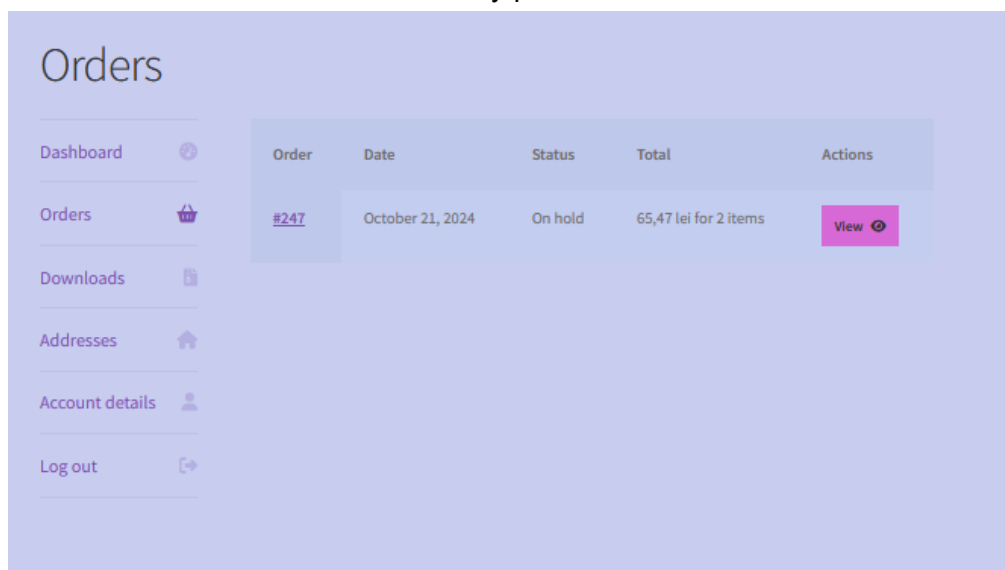 Orders
Dashboard
Orders
Downloads
Addresses
Account details
Log out
Order Date Status Total Actions
#247 October 21, 2024 On hold 65,47 lei for 2 items View